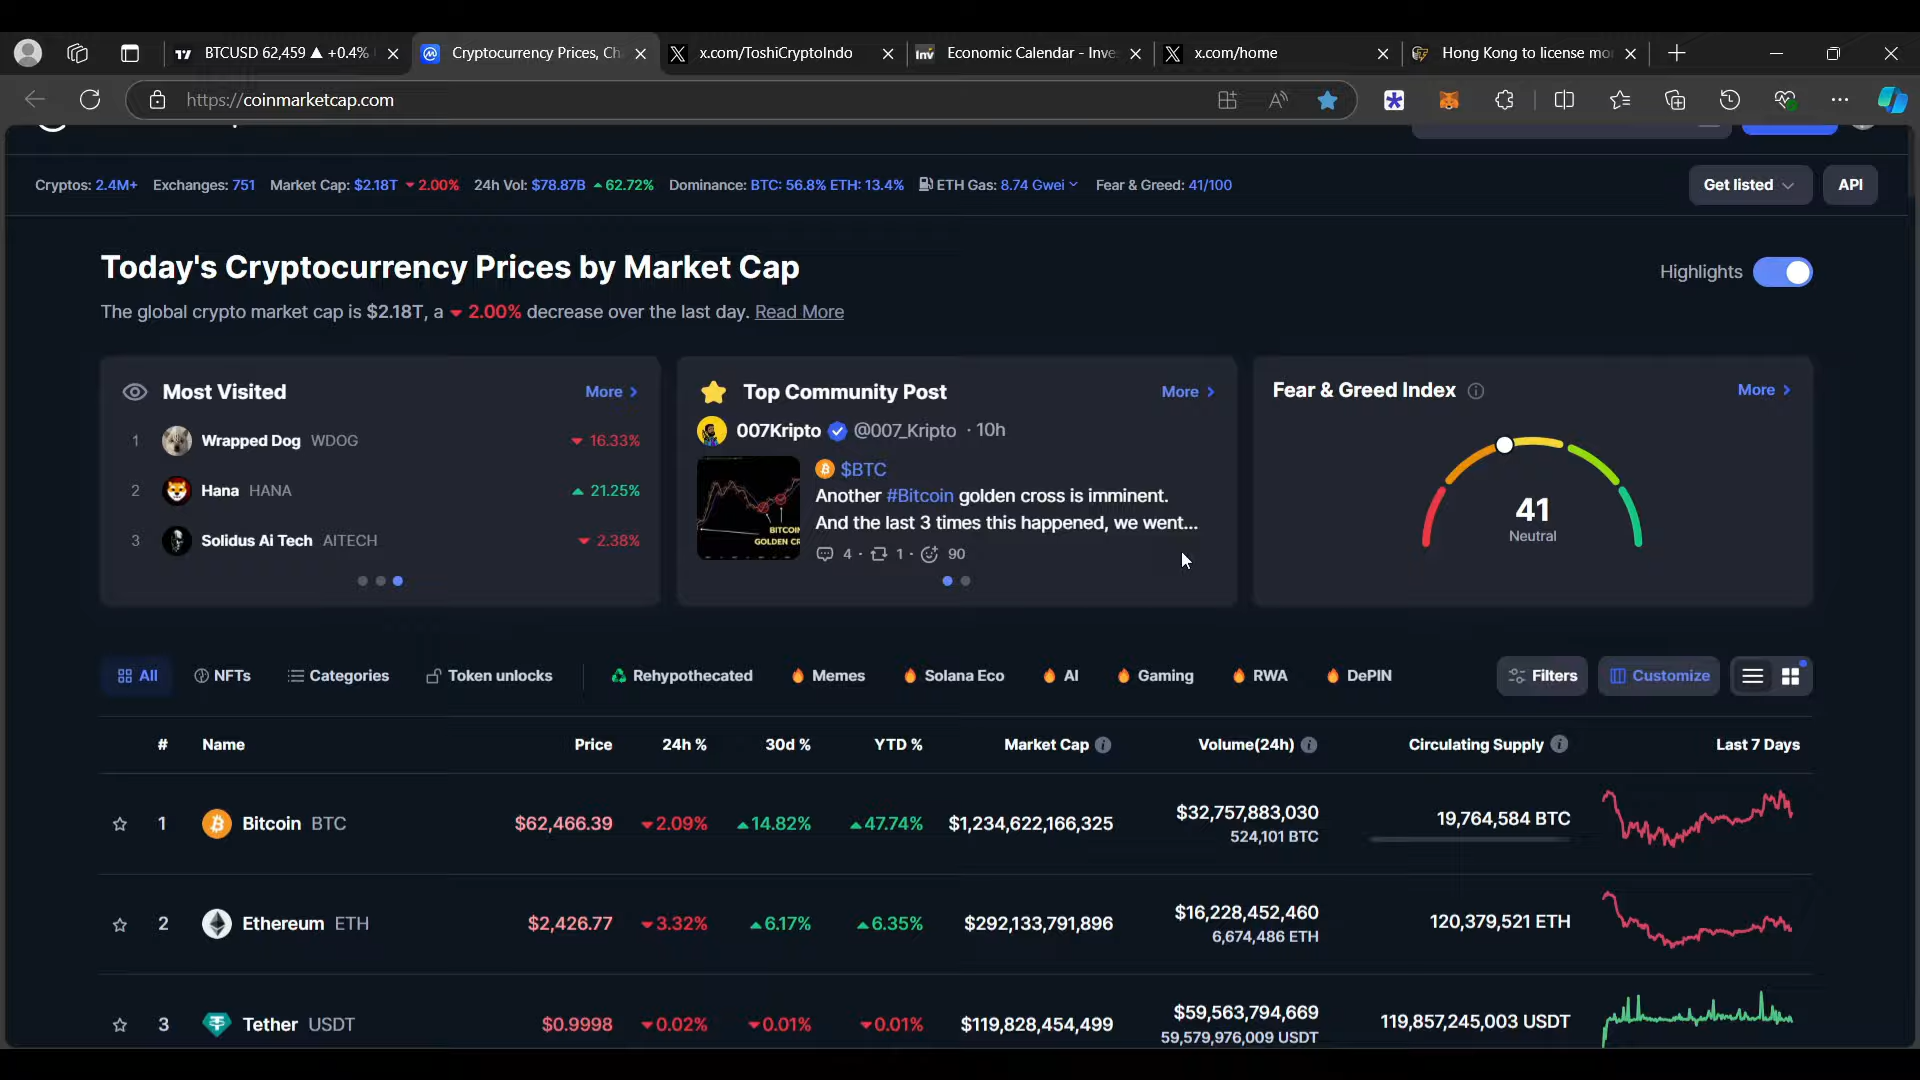 BTCUSD 62,459 ▲ +0.4%
Cryptocurrency Prices, Ch
x.com/ToshiCryptoIndo
Economic Calendar - Inve
x.com/home
Hong Kong to license mo
https://coinmarketcap.com
Cryptos: 2.4M+ Exchanges: 751 Market Cap: $2.18T 2.00% 24h Vol: $78.87B 62.72% Dominance: BTC: 56.8% ETH: 13.4% ETH Gas: 8.74 Gwei Fear & Greed: 41/100
Get listed
API
Today's Cryptocurrency Prices by Market Cap
Highlights
The global crypto market cap is $2.18T, a 2.00% decrease over the last day. Read More
Most Visited
More
1 Wrapped Dog WDOG 16.33%
2 Hana HANA 21.25%
3 Solidus Ai Tech AITECH 2.38%
Top Community Post
More
007Kripto @007_Kripto · 10h
BITCOIN
GOLDEN CR
$BTC
Another #Bitcoin golden cross is imminent.
And the last 3 times this happened, we went...
4 · 1 · 90
Fear & Greed Index
More
41
Neutral
All NFTs Categories Token unlocks Rehypothecated Memes Solana Eco AI Gaming RWA DePIN
Filters
Customize
# Name Price 24h % 30d % YTD % Market Cap Volume(24h) Circulating Supply Last 7 Days
1 Bitcoin BTC $62,466.39 2.09% 14.82% 47.74% $1,234,622,166,325 $32,757,883,030 19,764,584 BTC
524,101 BTC
2 Ethereum ETH $2,426.77 3.32% 6.17% 6.35% $292,133,791,896 $16,228,452,460 120,379,521 ETH
6,674,486 ETH
3 Tether USDT $0.9998 0.02% 0.01% 0.01% $119,828,454,499 $59,563,794,669 119,857,245,003 USDT
59,579,976,009 USDT